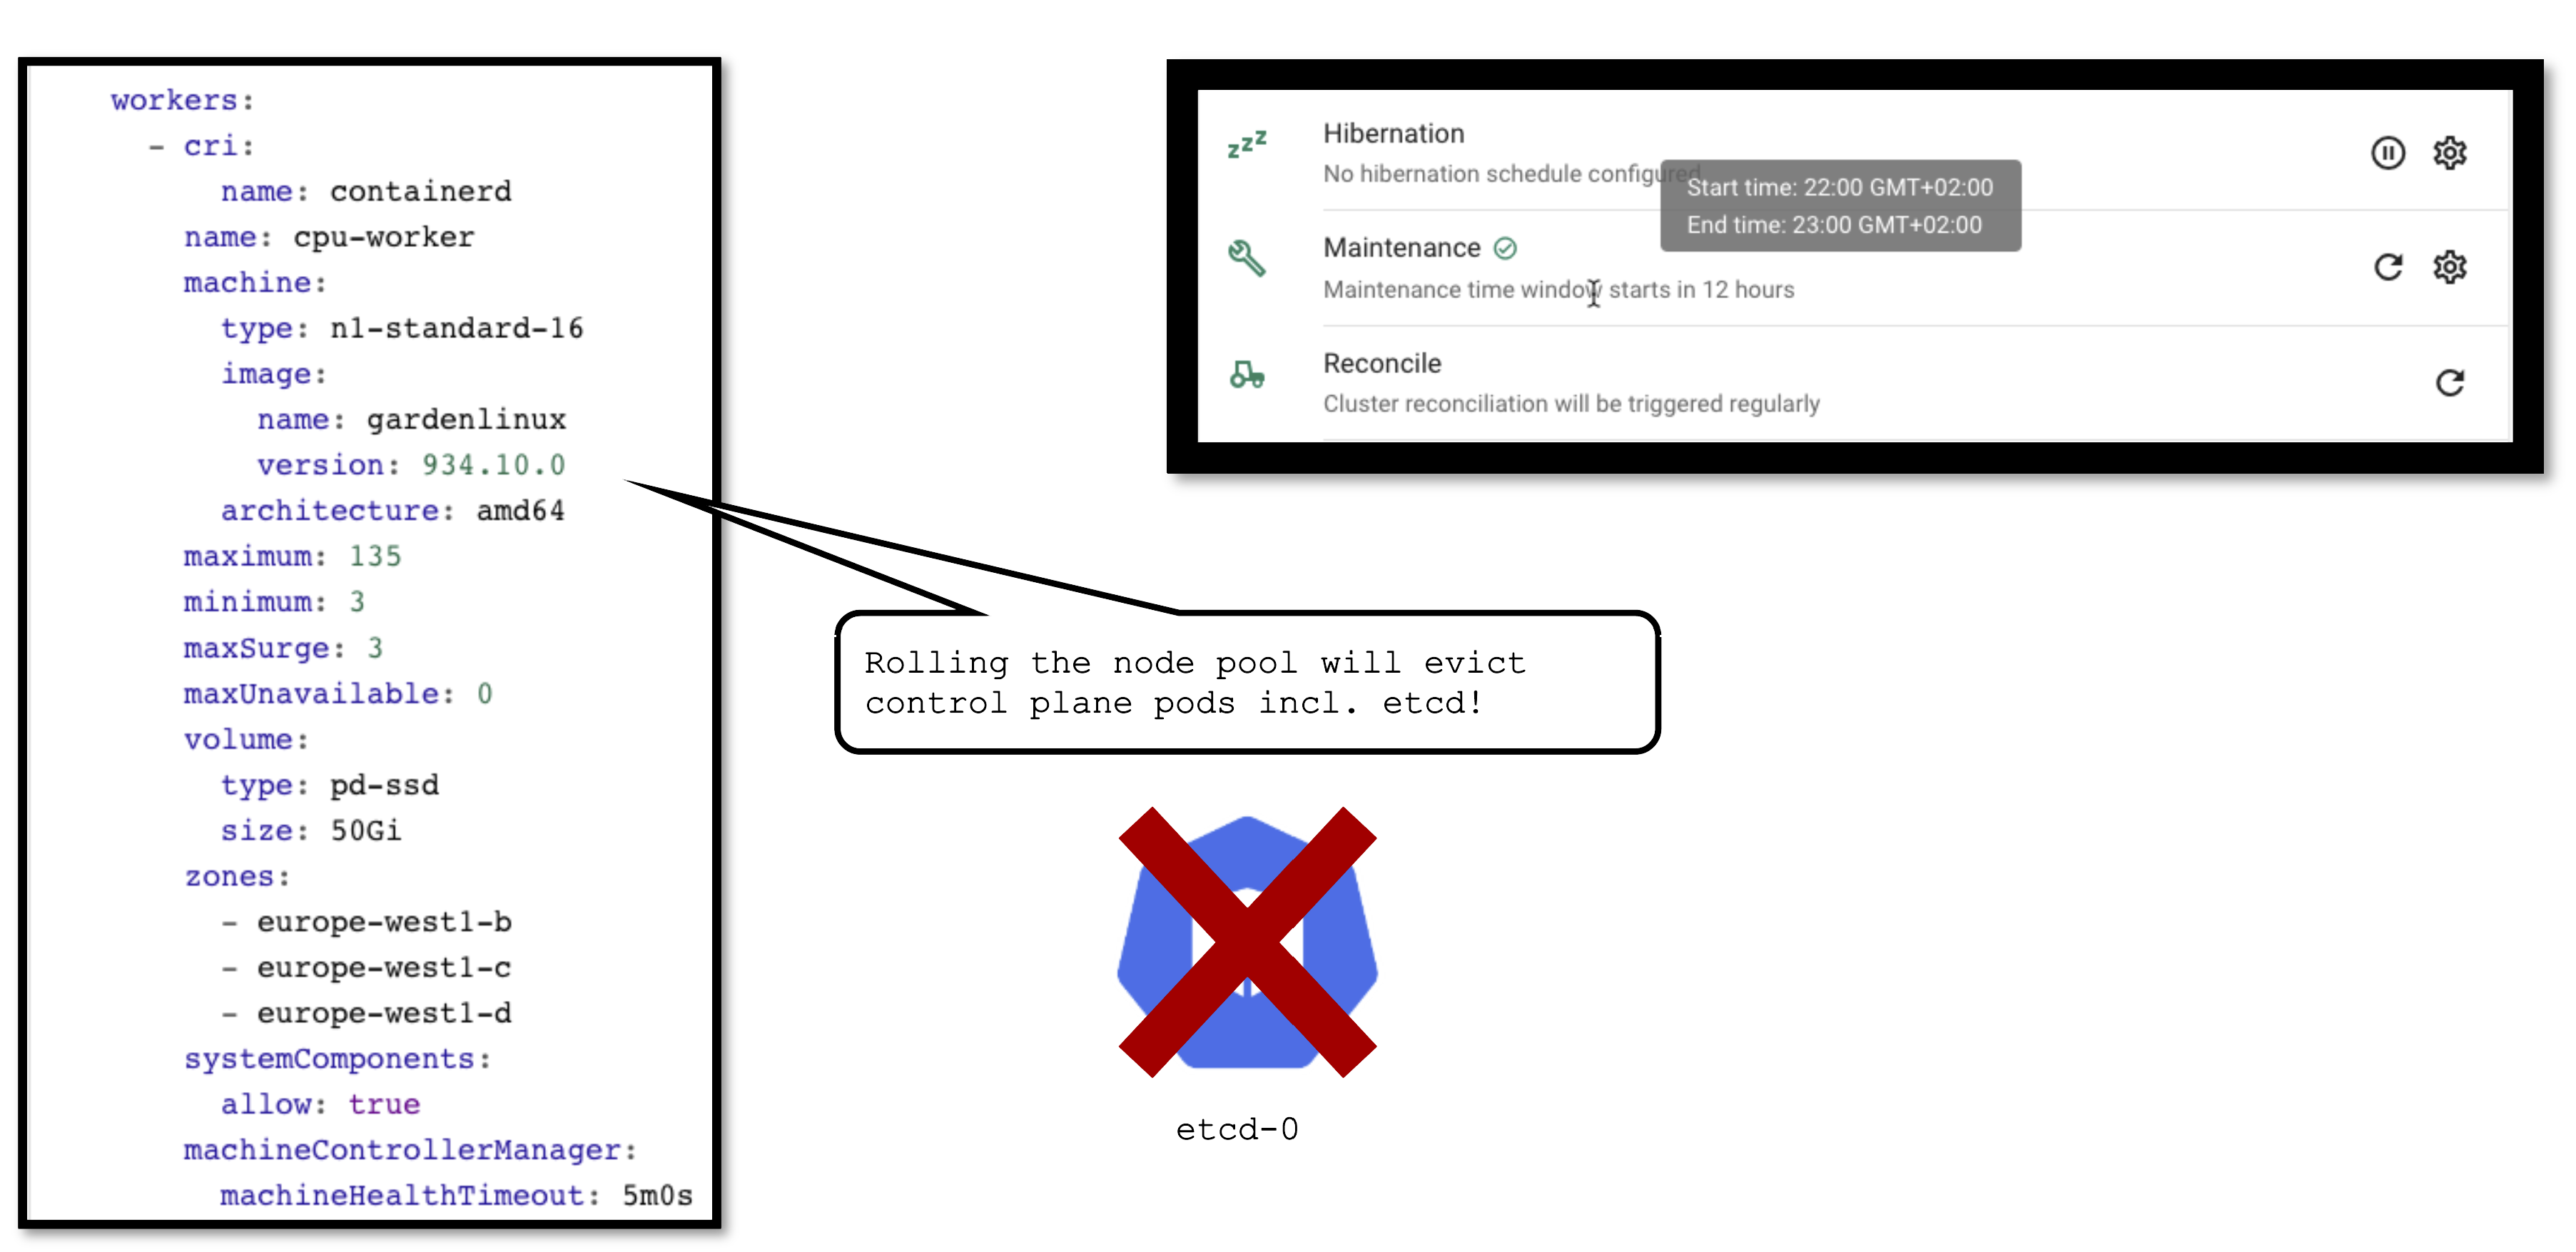 workers:
- cri:
name: containerd
name: cpu-worker
machine:
type: n1-standard-16
image:
name: gardenlinux
version: 934.10.0
architecture: amd64
maximum: 135
minimum: 3
maxSurge: 3
maxUnavailable: 0
volume:
type: pd-ssd
size: 50Gi
zones:
- europe-west1-b
- europe-west1-c
- europe-west1-d
systemComponents:
allow: true
machineControllerManager:
machineHealthTimeout: 5m0s
zzz
Hibernation
No hibernation schedule configured
Start time: 22:00 GMT+02:00
End time: 23:00 GMT+02:00
Maintenance
Maintenance time window starts in 12 hours
Reconcile
Cluster reconciliation will be triggered regularly
Rolling the node pool will evict
control plane pods incl. etcd!
etcd-0